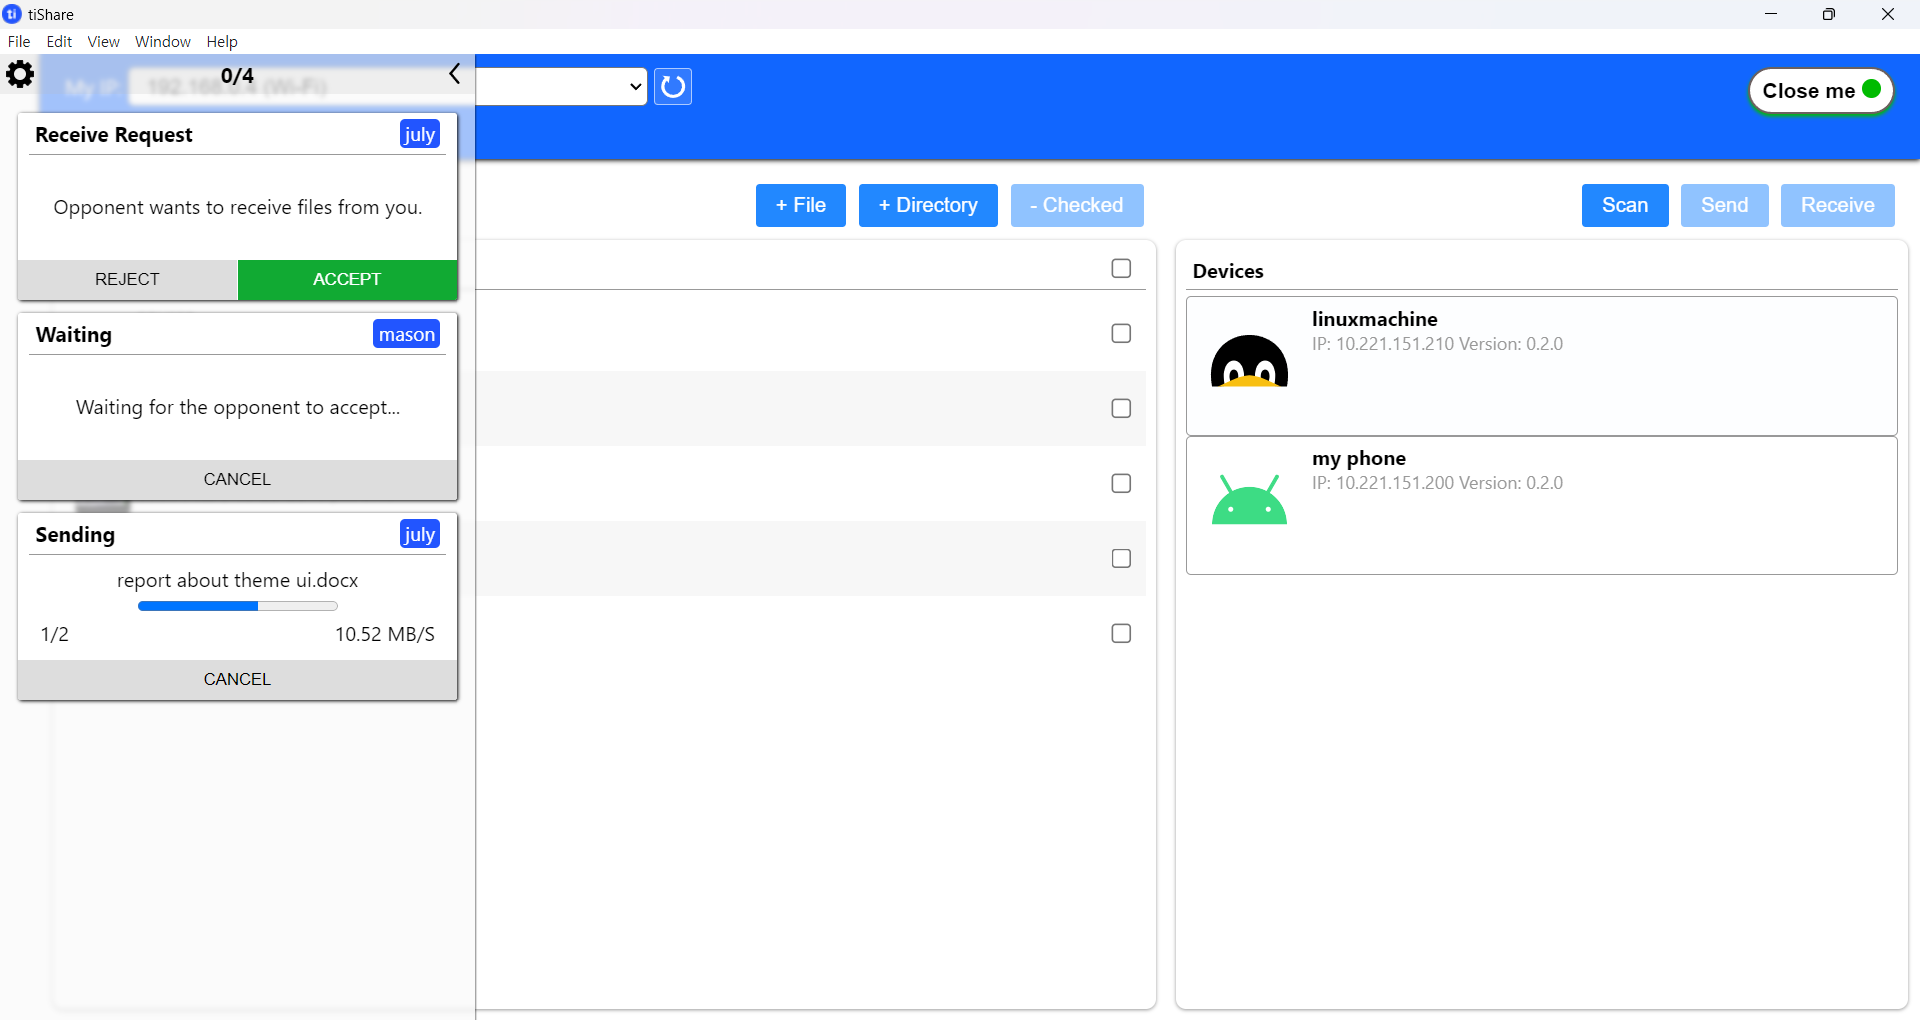 tiShare
File Edit View Window Help
0/4
My IP 192.168.0.4 (Wi-Fi)
Close me
Receive Request july
Opponent wants to receive files from you.
REJECT ACCEPT
Waiting mason
Waiting for the opponent to accept...
CANCEL
Sending july
report about theme ui.docx
1/2 10.52 MB/S
CANCEL
+ File + Directory - Checked
Scan Send Receive
Devices
linuxmachine
IP: 10.221.151.210 Version: 0.2.0
my phone
IP: 10.221.151.200 Version: 0.2.0